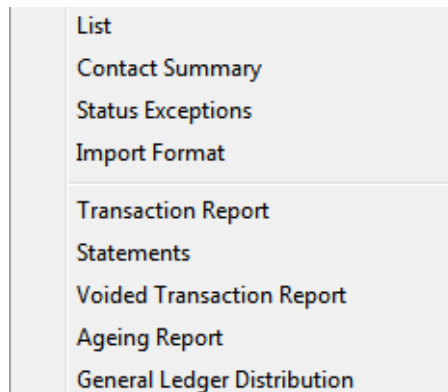 List
Contact Summary
Status Exceptions
Import Format
Transaction Report
Statements
Voided Transaction Report
Ageing Report
General Ledger Distribution